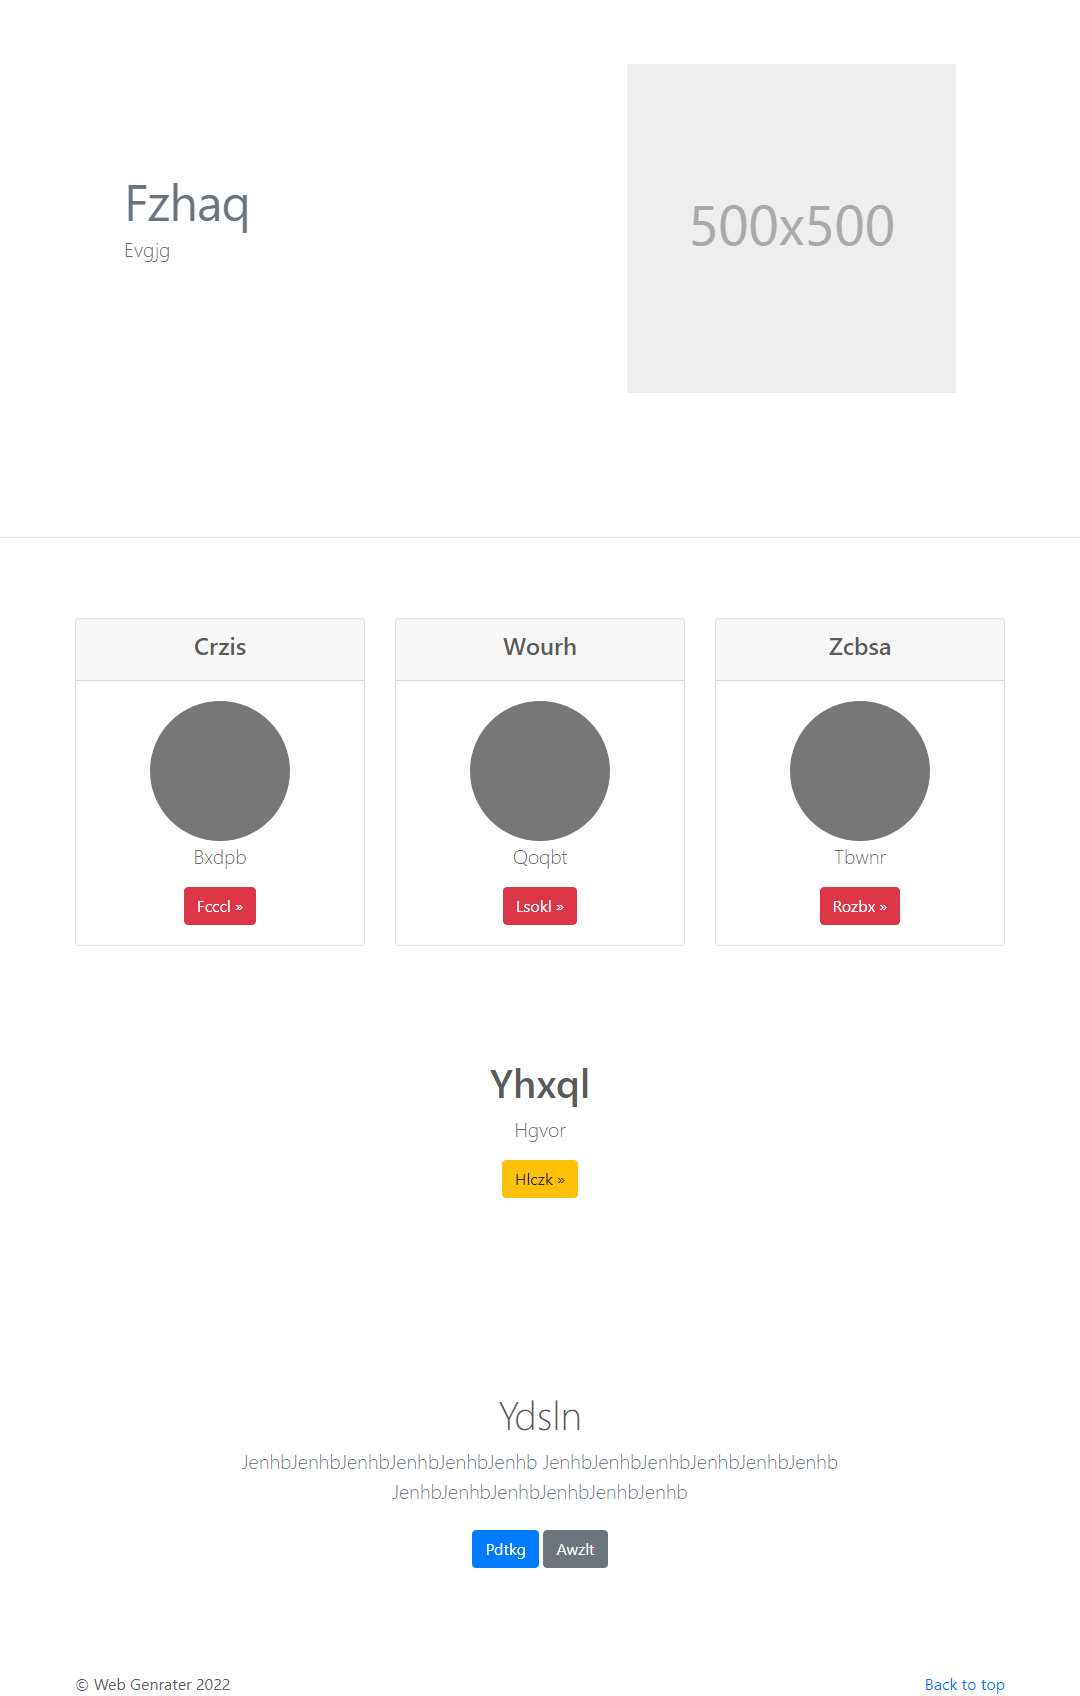 Fzhaq
Evgjg
500x500
Crzis
Wourh
Zcbsa
Bxdpb
Qoqbt
Tbwnr
Fcccl »
Lsokl »
Rozbx »
Yhxql
Hgvor
Hlczk »
Ydsln
JenhbJenhbJenhbJenhbJenhbJenhb JenhbJenhbJenhbJenhbJenhbJenhb
JenhbJenhbJenhbJenhbJenhbJenhb
Pdtkg Awzlt
© Web Genrater 2022
Back to top